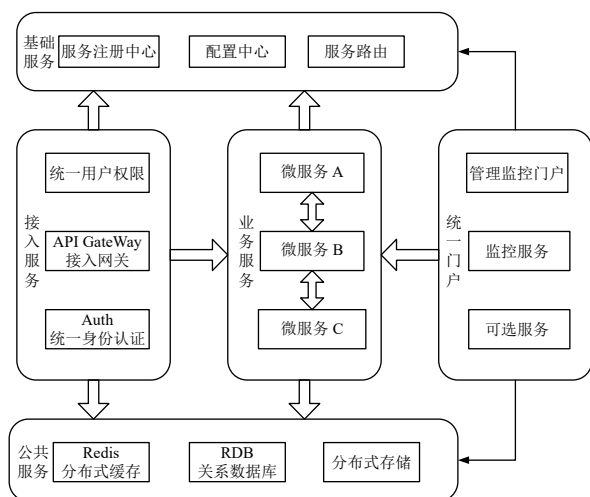 基础
服务
服务注册中心
配置中心
服务路由
接
入
服
务
统一用户权限
API GateWay
接入网关
Auth
统一身份认证
业
务
服
务
微服务 A
微服务 B
微服务 C
统
一
门
户
管理监控门户
监控服务
可选服务
公共
服务
Redis
分布式缓存
RDB
关系数据库
分布式存储